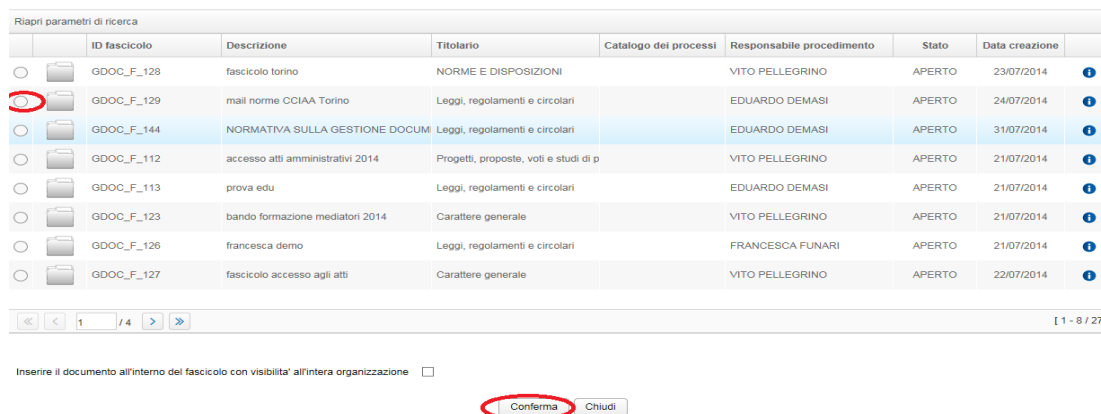 Riapri parametri di ricerca
ID fascicolo Descrizione Titolario Catalogo dei processi Responsabile procedimento Stato Data creazione
GDOC_F_128 fascicolo torino NORME E DISPOSIZIONI VITO PELLEGRINO APERTO 23/07/2014
GDOC_F_129 mail norme CCIAA Torino Leggi, regolamenti e circolari EDUARDO DEMASI APERTO 24/07/2014
GDOC_F_144 NORMATIVA SULLA GESTIONE DOCUM Leggi, regolamenti e circolari EDUARDO DEMASI APERTO 31/07/2014
GDOC_F_112 accesso atti amministrativi 2014 Progetti, proposte, voti e studi di p VITO PELLEGRINO APERTO 21/07/2014
GDOC_F_113 prova edu Leggi, regolamenti e circolari EDUARDO DEMASI APERTO 21/07/2014
GDOC_F_123 bando formazione mediatori 2014 Carattere generale VITO PELLEGRINO APERTO 21/07/2014
GDOC_F_126 francesca demo Leggi, regolamenti e circolari FRANCESCA FUNARI APERTO 21/07/2014
GDOC_F_127 fascicolo accesso agli atti Carattere generale VITO PELLEGRINO APERTO 22/07/2014
1 / 4 [ 1 - 8 / 27
Inserire il documento all'interno del fascicolo con visibilita' all'intera organizzazione
Conferma Chiudi